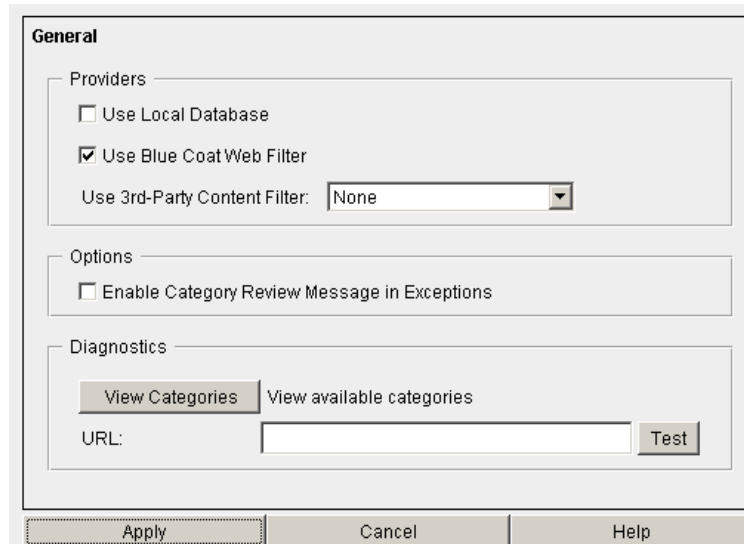 General
Providers
Use Local Database
Use Blue Coat Web Filter
Use 3rd-Party Content Filter: None
Options
Enable Category Review Message in Exceptions
Diagnostics
View Categories View available categories
URL: Test
Apply Cancel Help